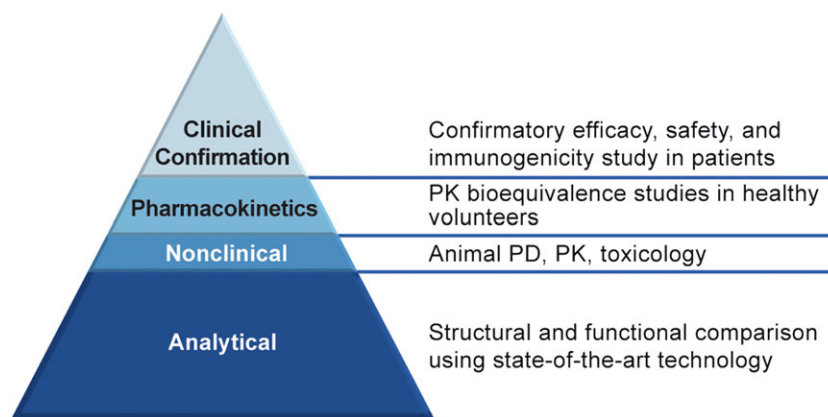 Clinical
Confirmation
Confirmatory efficacy, safety, and
immunogenicity study in patients
Pharmacokinetics
PK bioequivalence studies in healthy
volunteers
Nonclinical
Animal PD, PK, toxicology
Analytical
Structural and functional comparison
using state-of-the-art technology